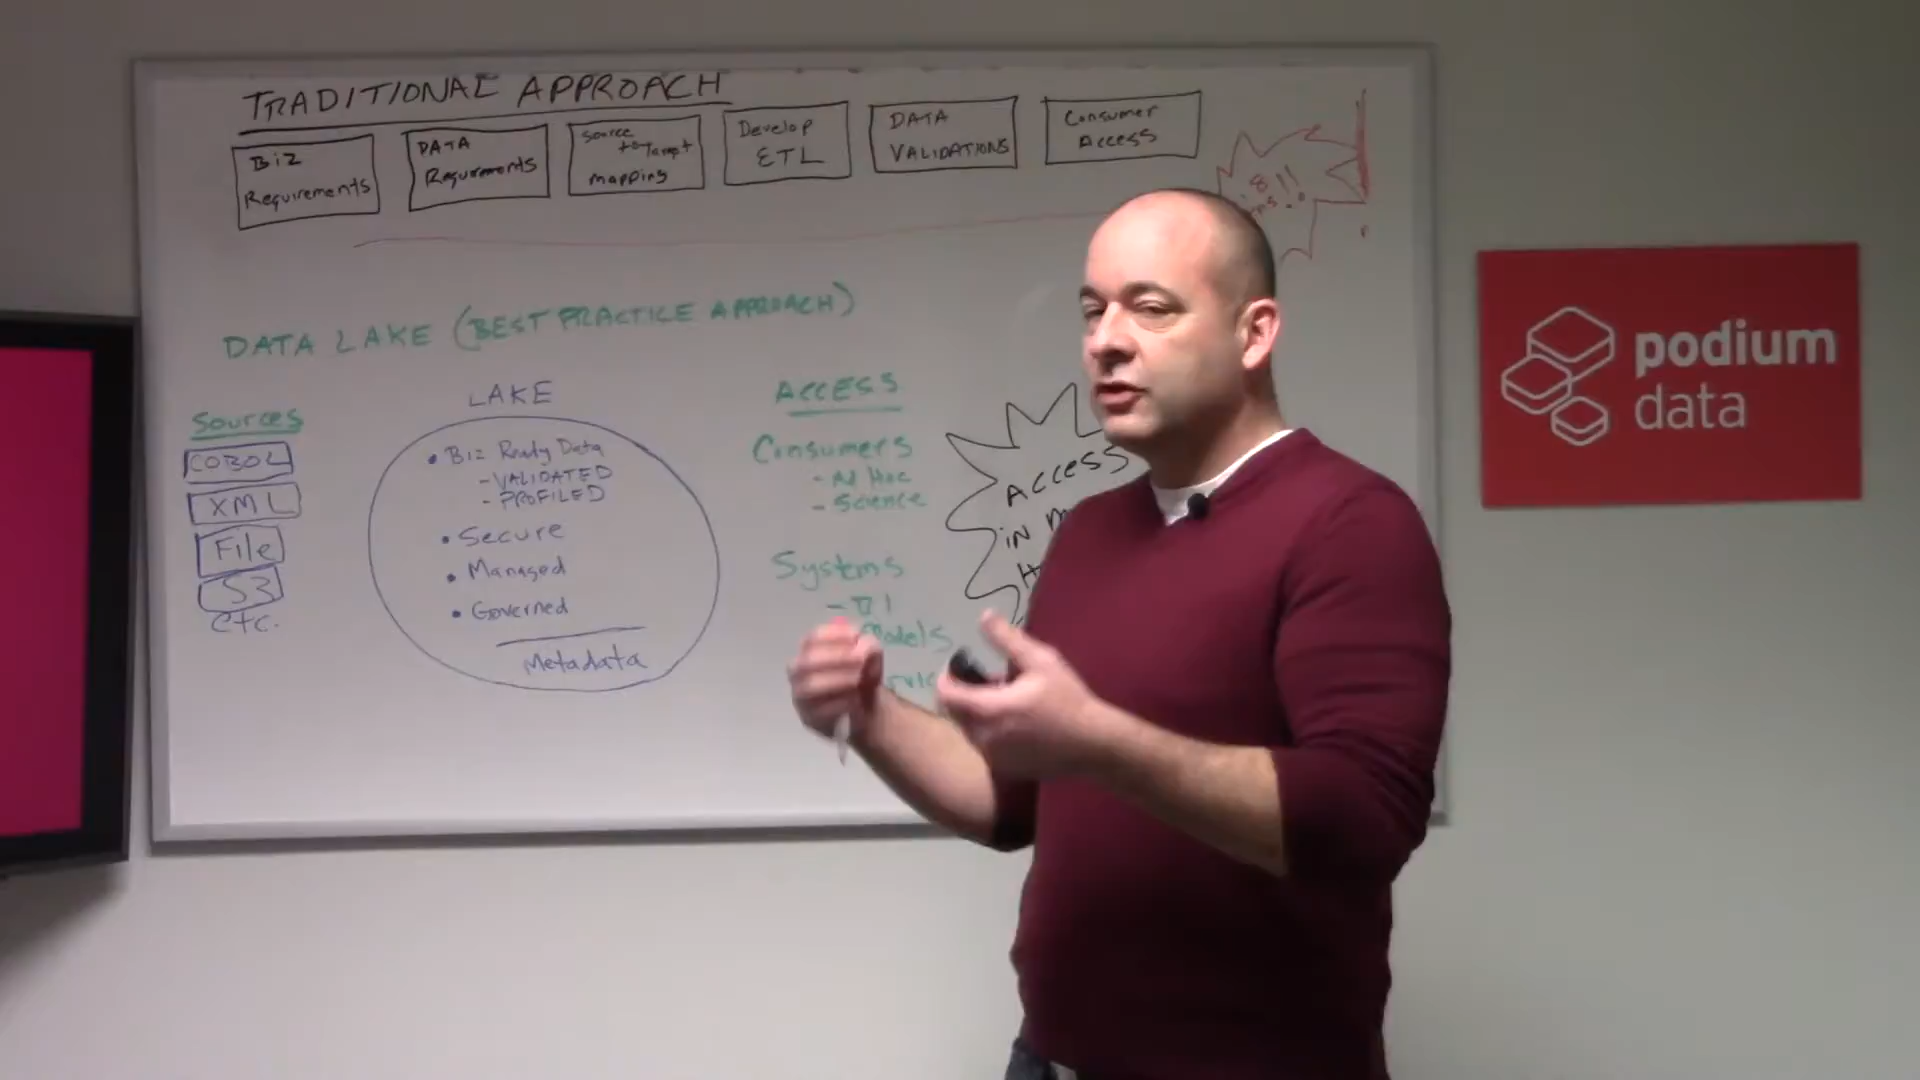 TRADITIONAL APPROACH
Biz
Requirements
DATA
Requirements
Source
to Target
mapping
Develop
ETL
DATA
VALIDATIONS
Consumer
Access
8 !!
DATA LAKE (BEST PRACTICE APPROACH)
Sources
COBOL
XML
File
S3
etc.
LAKE
• Biz Ready Data
- VALIDATED
- PROFILED
• Secure
• Managed
• Governed
Metadata
ACCESS
Consumers
- Ad Hoc
- Science
Systems
Models
Access
in
podium
data